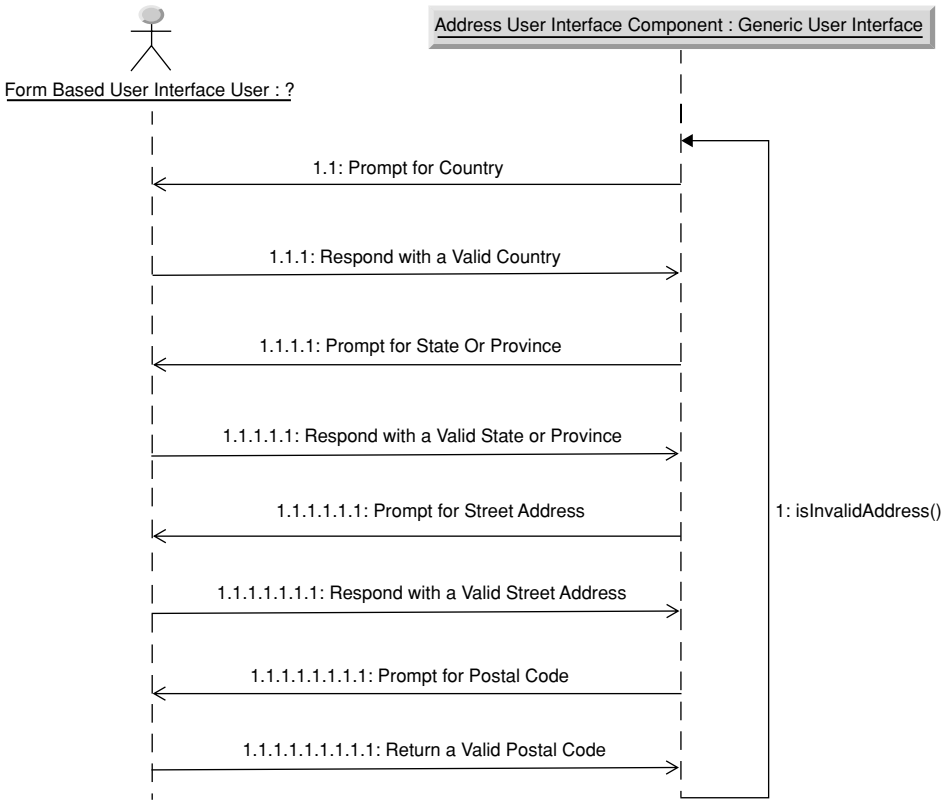 Address User Interface Component : Generic User Interface
Form Based User Interface User : ?
1.1: Prompt for Country
1.1.1: Respond with a Valid Country
1.1.1.1: Prompt for State Or Province
1.1.1.1.1: Respond with a Valid State or Province
1.1.1.1.1.1: Prompt for Street Address
1: isInvalidAddress()
1.1.1.1.1.1.1: Respond with a Valid Street Address
1.1.1.1.1.1.1.1: Prompt for Postal Code
1.1.1.1.1.1.1.1.1: Return a Valid Postal Code